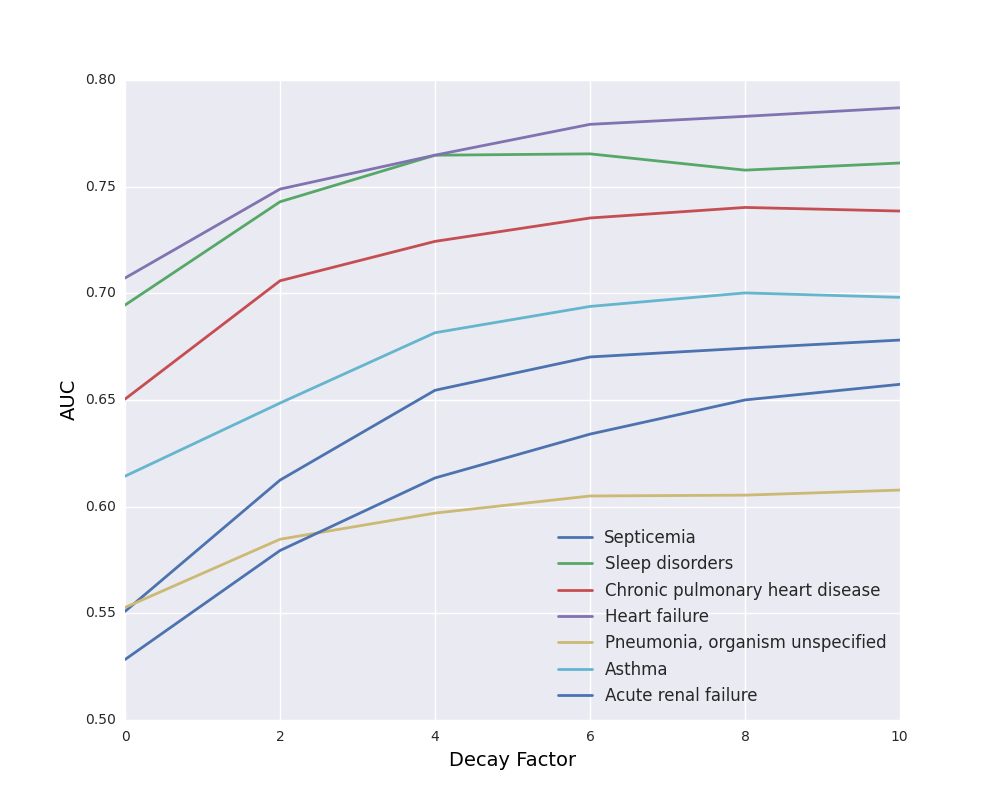 0.80
0.75
0.70
0.65
0.60
0.55
0.50
AUC
Septicemia
Sleep disorders
Chronic pulmonary heart disease
Heart failure
Pneumonia, organism unspecified
Asthma
Acute renal failure
0 2 4 6 8 10
Decay Factor